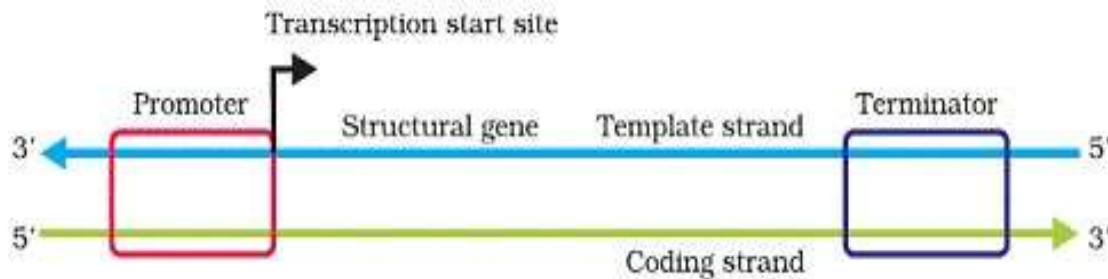 Transcription start site
Promoter
Terminator
Structural gene
Template strand
3'
5'
5'
3'
Coding strand